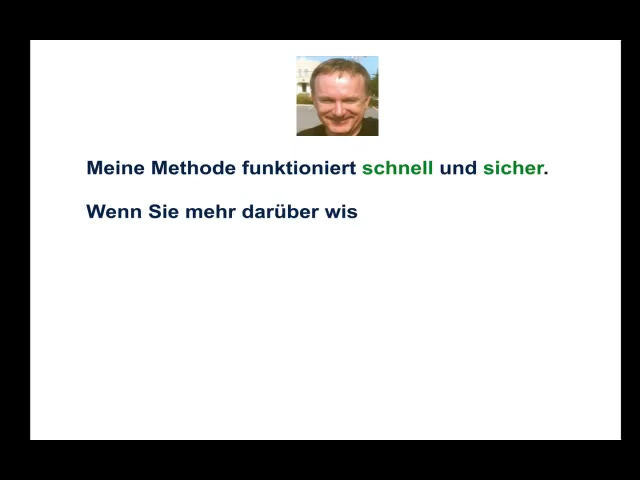 Meine Methode funktioniert schnell und sicher.
Wenn Sie mehr darüber wis